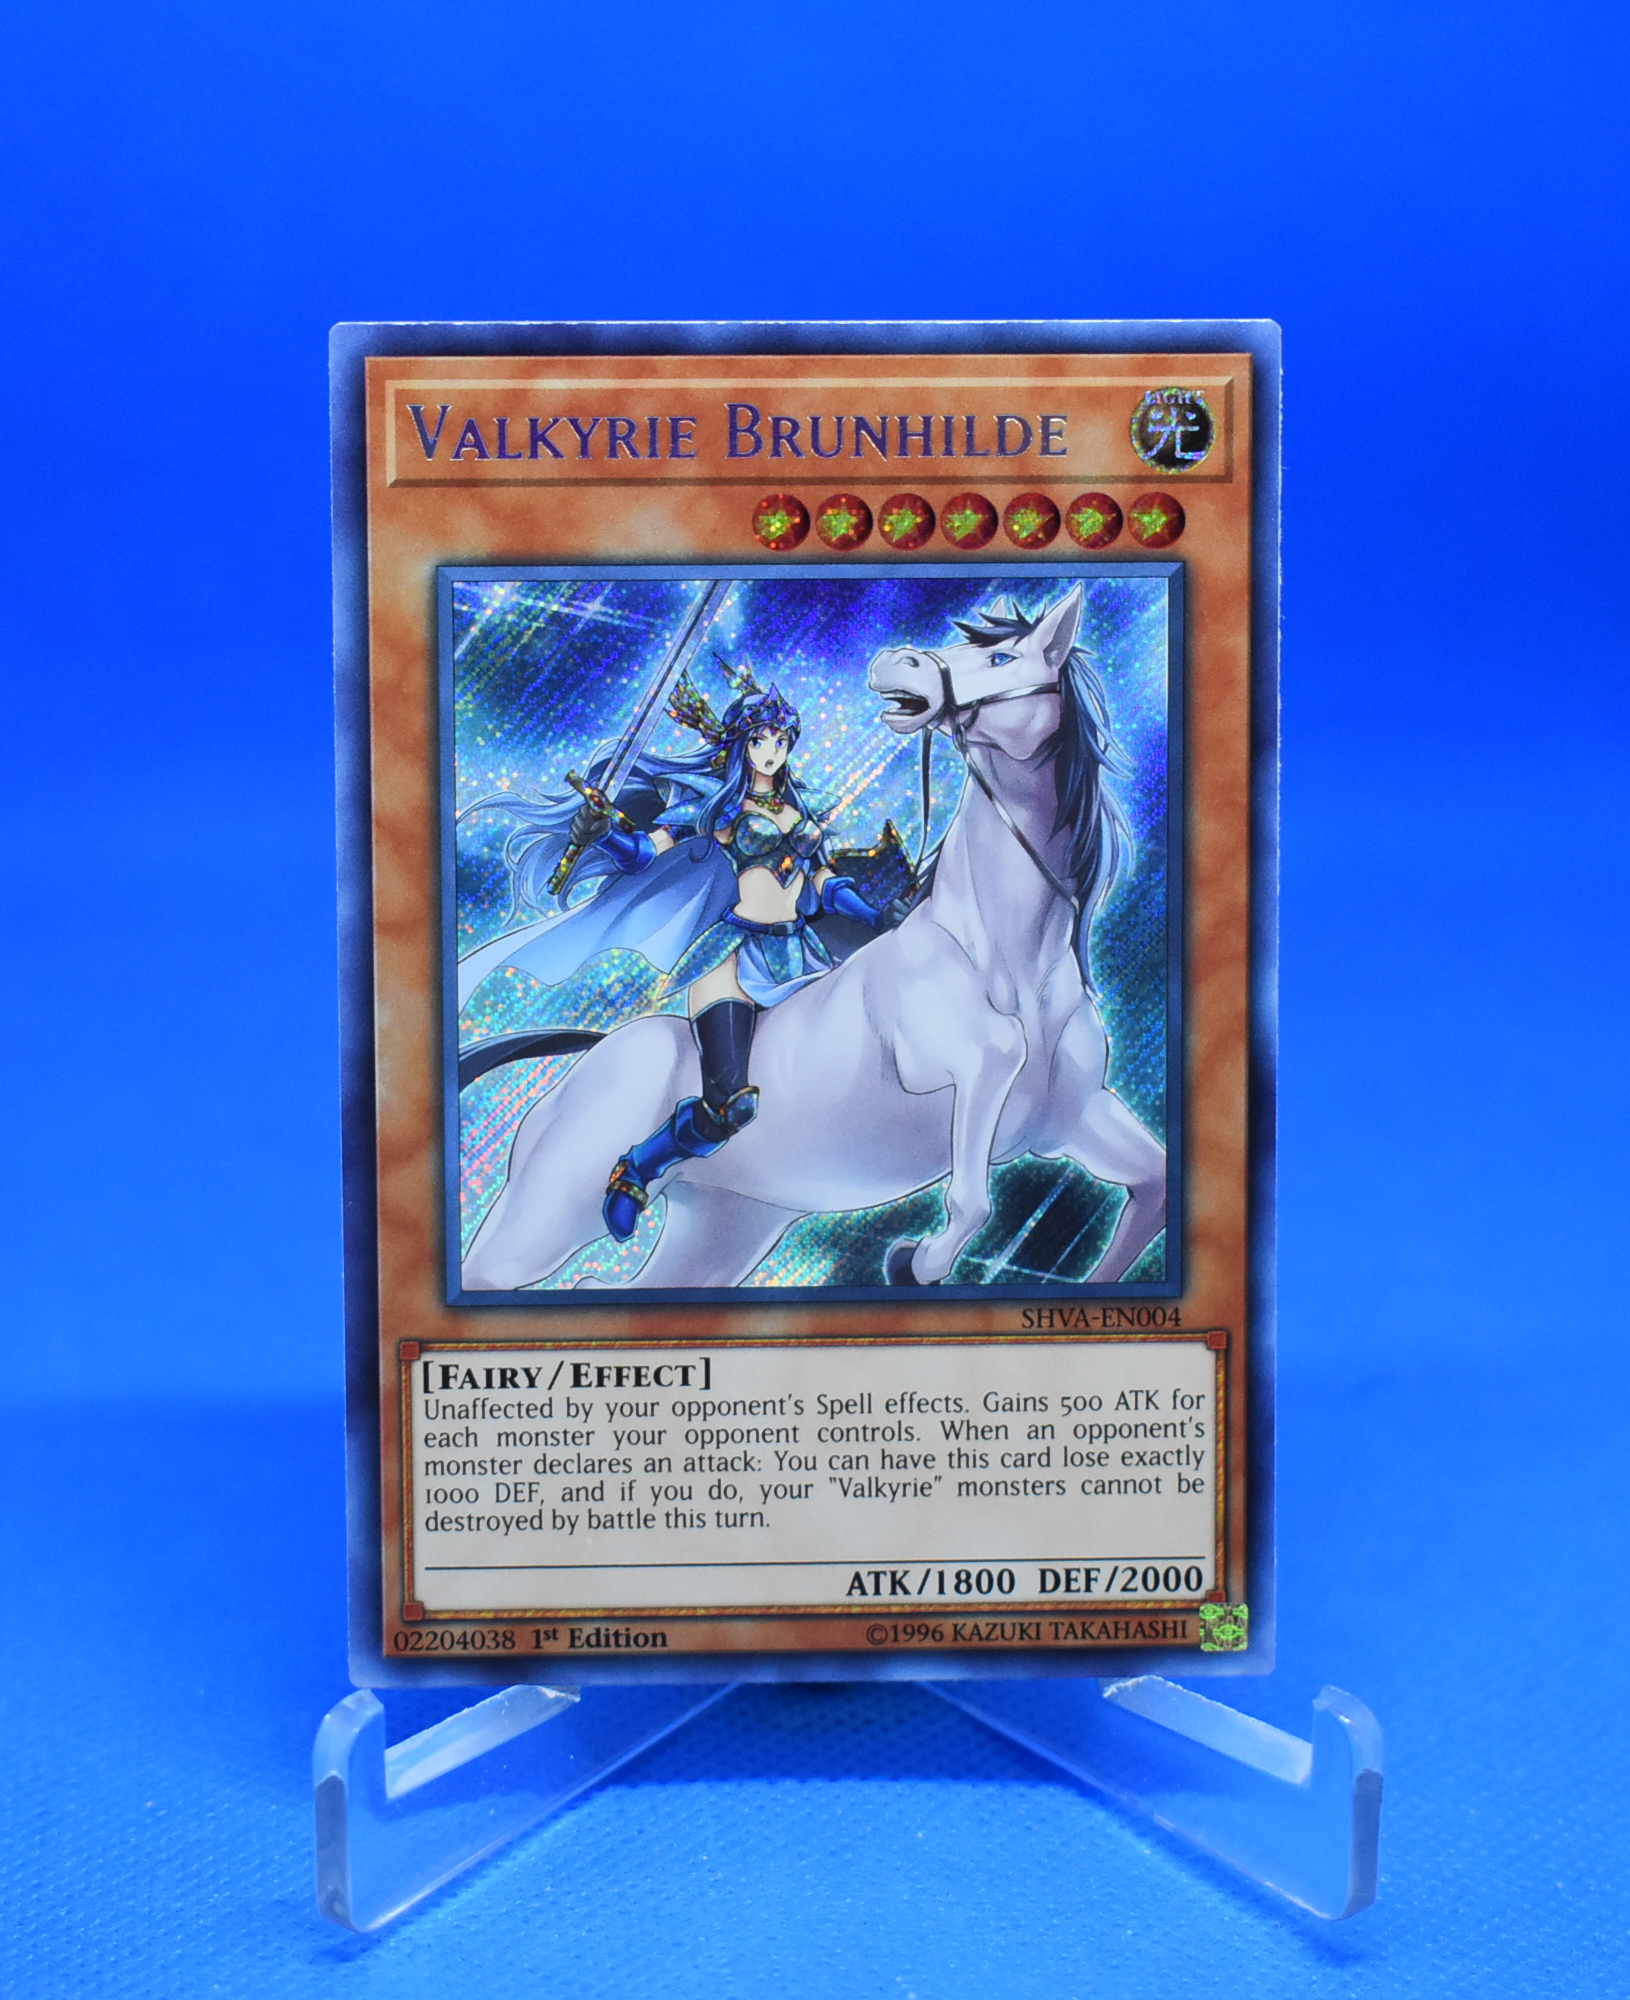 VALKYRIE BRUNHILDE
LIGHT
光
SHVA-EN004
[FAIRY/EFFECT]
Unaffected by your opponent's Spell effects. Gains 500 ATK for
each monster your opponent controls. When an opponent's
monster declares an attack: You can have this card lose exactly
1000 DEF, and if you do, your "Valkyrie" monsters cannot be
destroyed by battle this turn.
ATK/1800 DEF/2000
02204038 1st Edition
©1996 KAZUKI TAKAHASHI